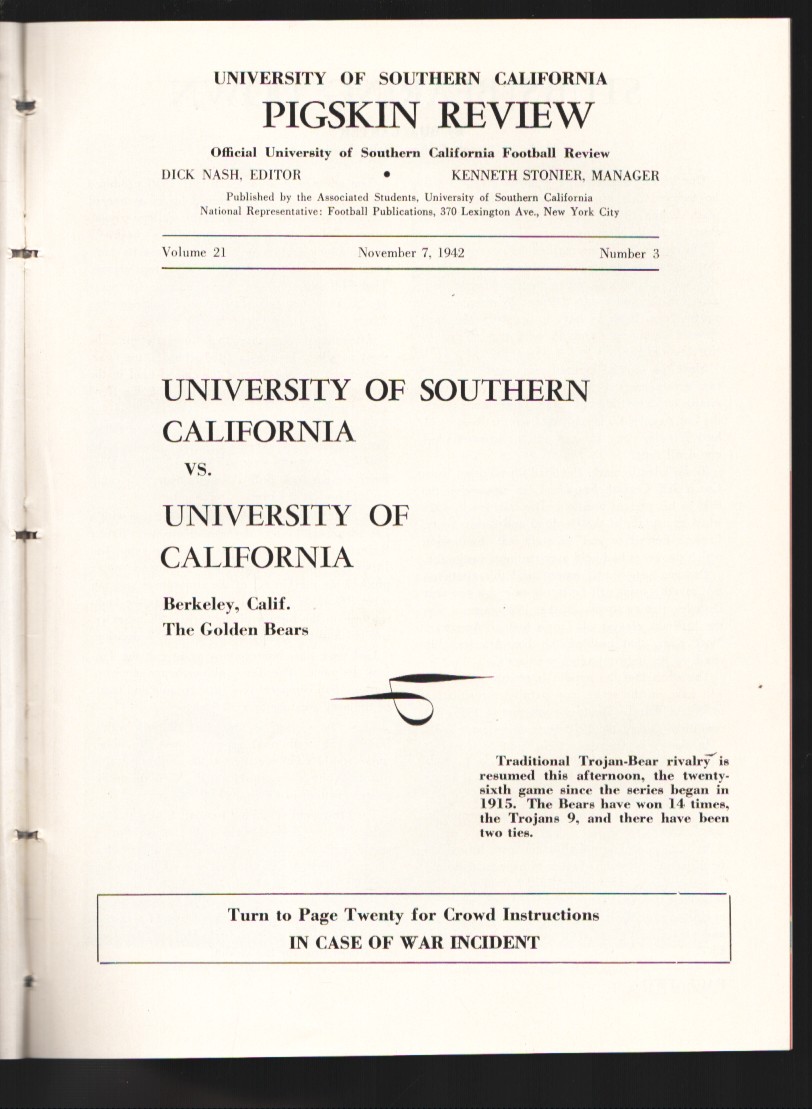 UNIVERSITY OF SOUTHERN CALIFORNIA
PIGSKIN REVIEW
Official University of Southern California Football Review
DICK NASH, EDITOR • KENNETH STONIER, MANAGER
Published by the Associated Students, University of Southern California
National Representative: Football Publications, 370 Lexington Ave., New York City
Volume 21 November 7, 1942 Number 3
UNIVERSITY OF SOUTHERN
CALIFORNIA
VS.
UNIVERSITY OF
CALIFORNIA
Berkeley, Calif.
The Golden Bears
Traditional Trojan-Bear rivalry is
resumed this afternoon, the twenty-
sixth game since the series began in
1915. The Bears have won 14 times,
the Trojans 9, and there have been
two ties.
Turn to Page Twenty for Crowd Instructions
IN CASE OF WAR INCIDENT